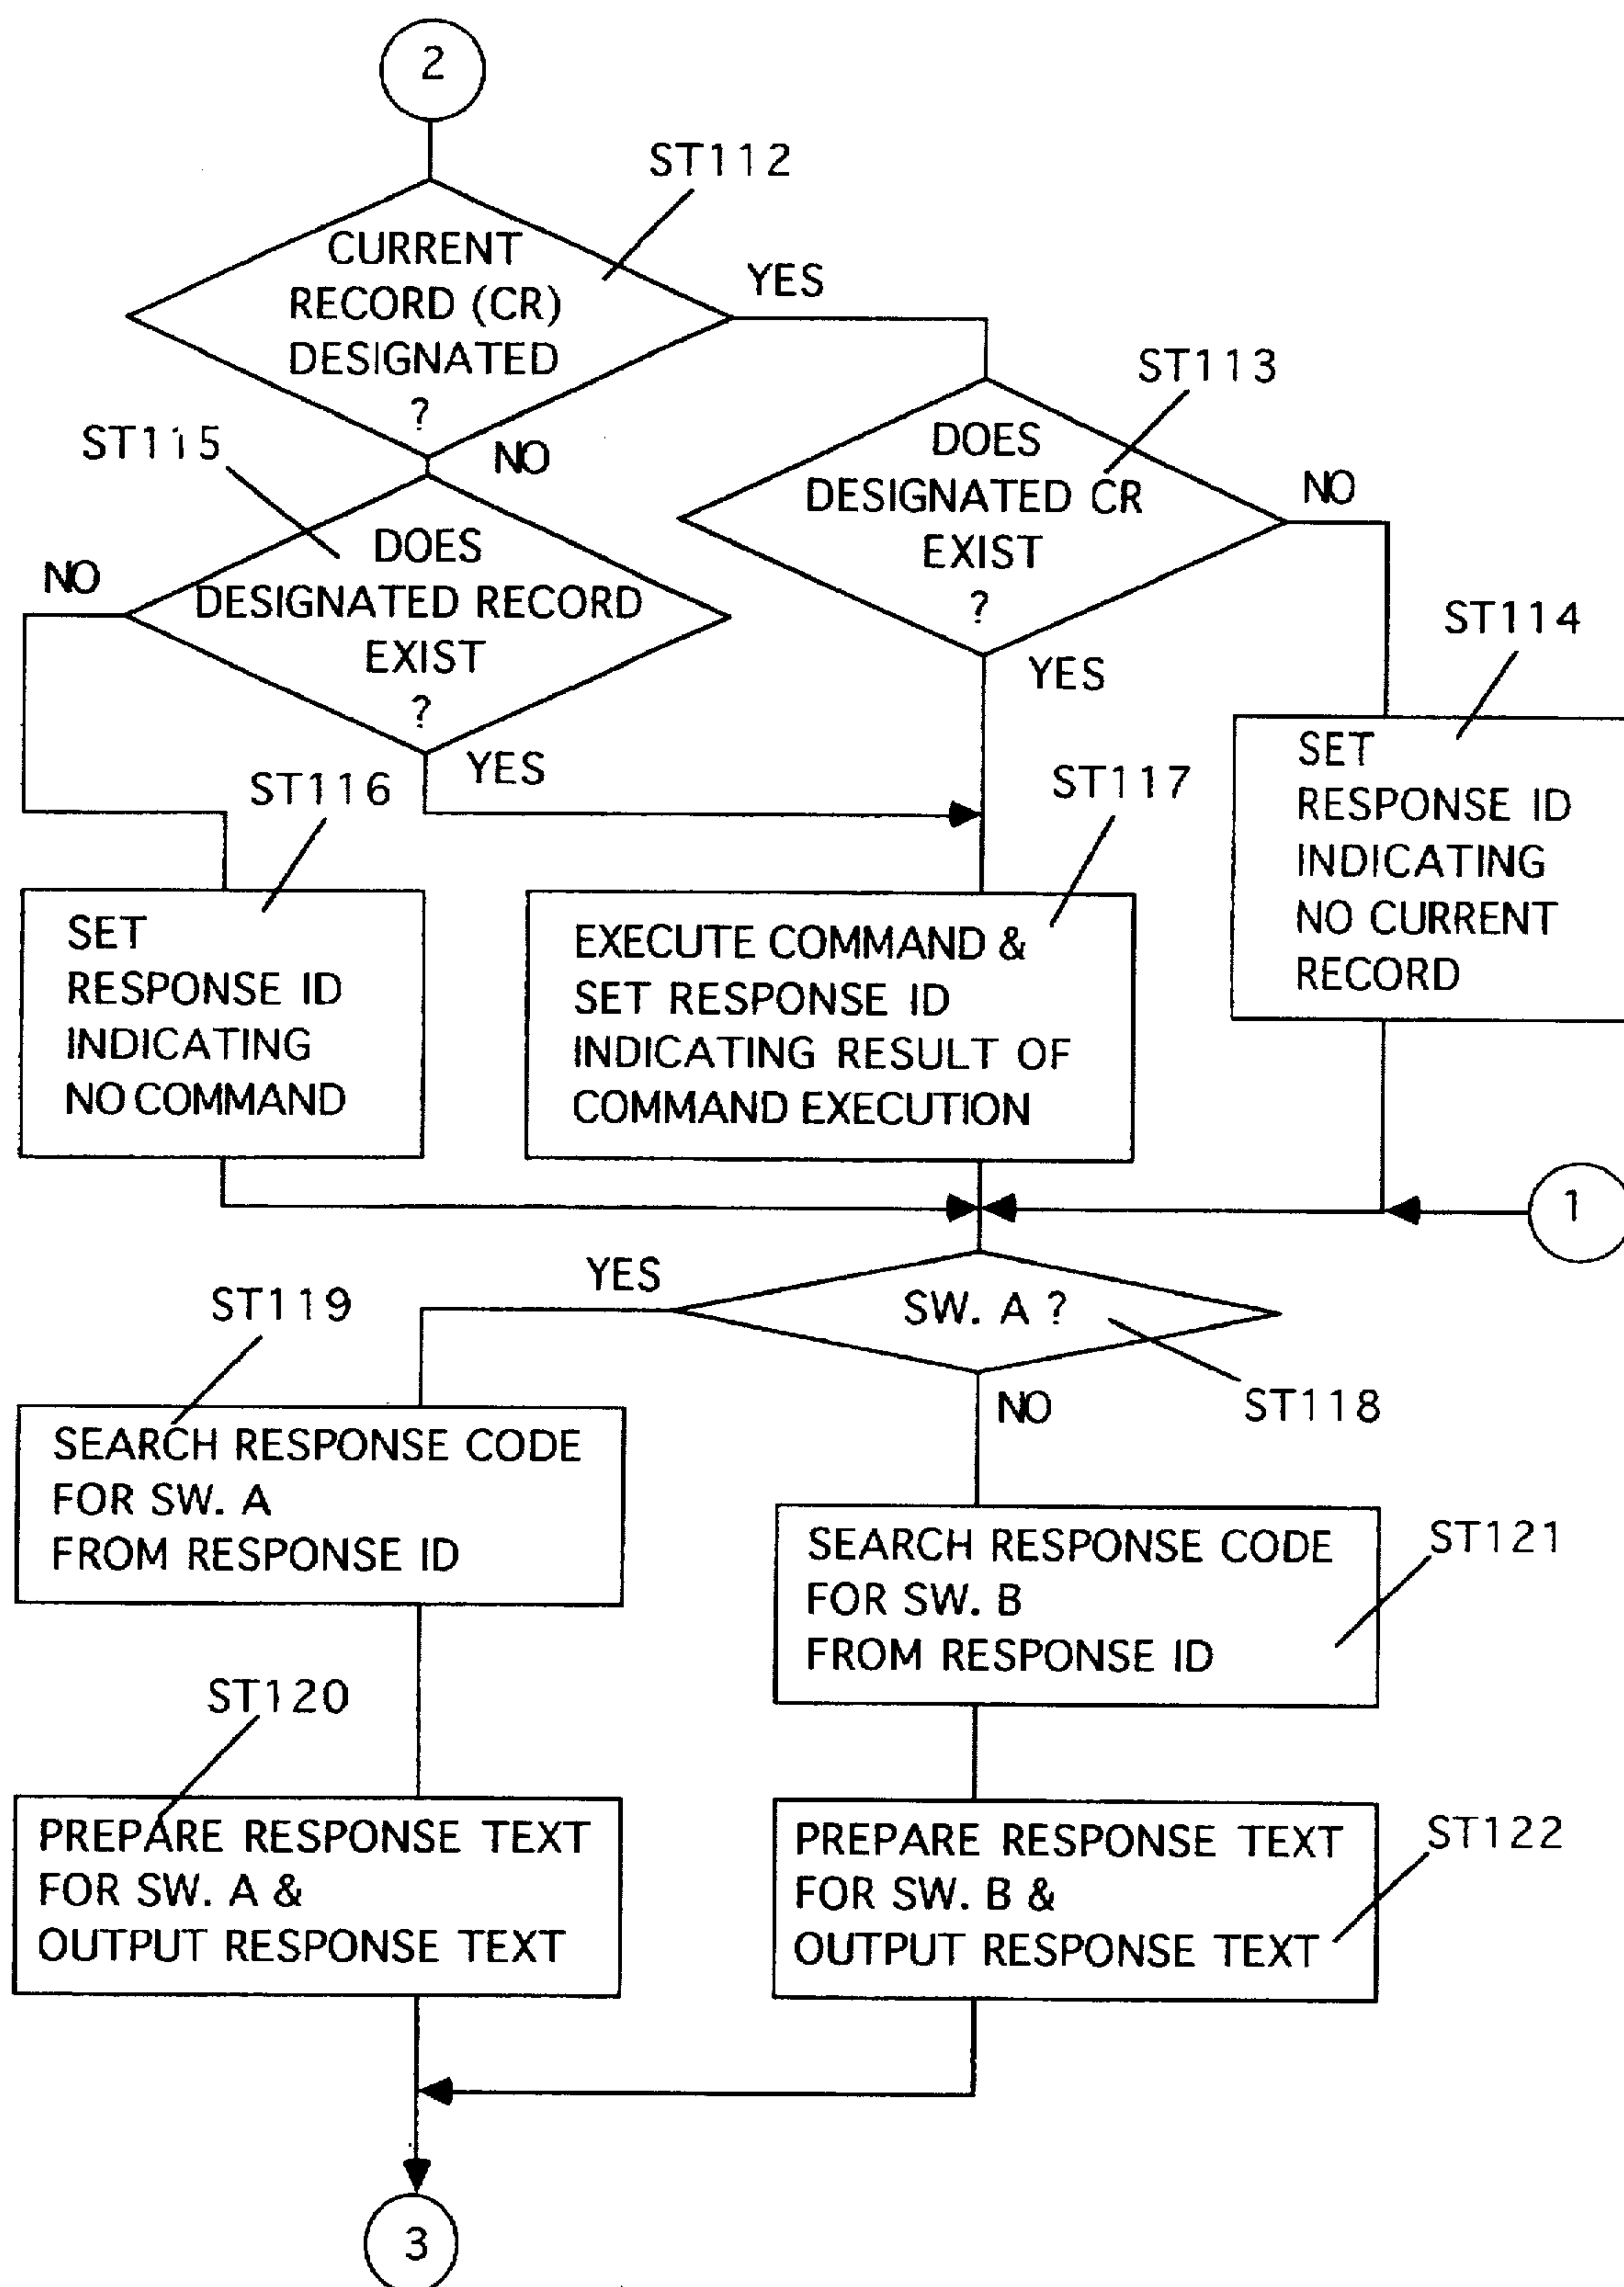 2
ST112
CURRENT
RECORD (CR)
DESIGNATED
?
YES
NO
ST113
DOES
DESIGNATED CR
EXIST
?
NO
YES
ST115
DOES
DESIGNATED RECORD
EXIST
?
NO
YES
ST114
SET
RESPONSE ID
INDICATING
NO CURRENT
RECORD
ST116
SET
RESPONSE ID
INDICATING
NO COMMAND
ST117
EXECUTE COMMAND &
SET RESPONSE ID
INDICATING RESULT OF
COMMAND EXECUTION
1
YES
SW. A ?
ST118
NO
ST119
SEARCH RESPONSE CODE
FOR SW. A
FROM RESPONSE ID
SEARCH RESPONSE CODE
FOR SW. B
FROM RESPONSE ID
ST121
ST120
PREPARE RESPONSE TEXT
FOR SW. A &
OUTPUT RESPONSE TEXT
PREPARE RESPONSE TEXT
FOR SW. B &
OUTPUT RESPONSE TEXT
ST122
3